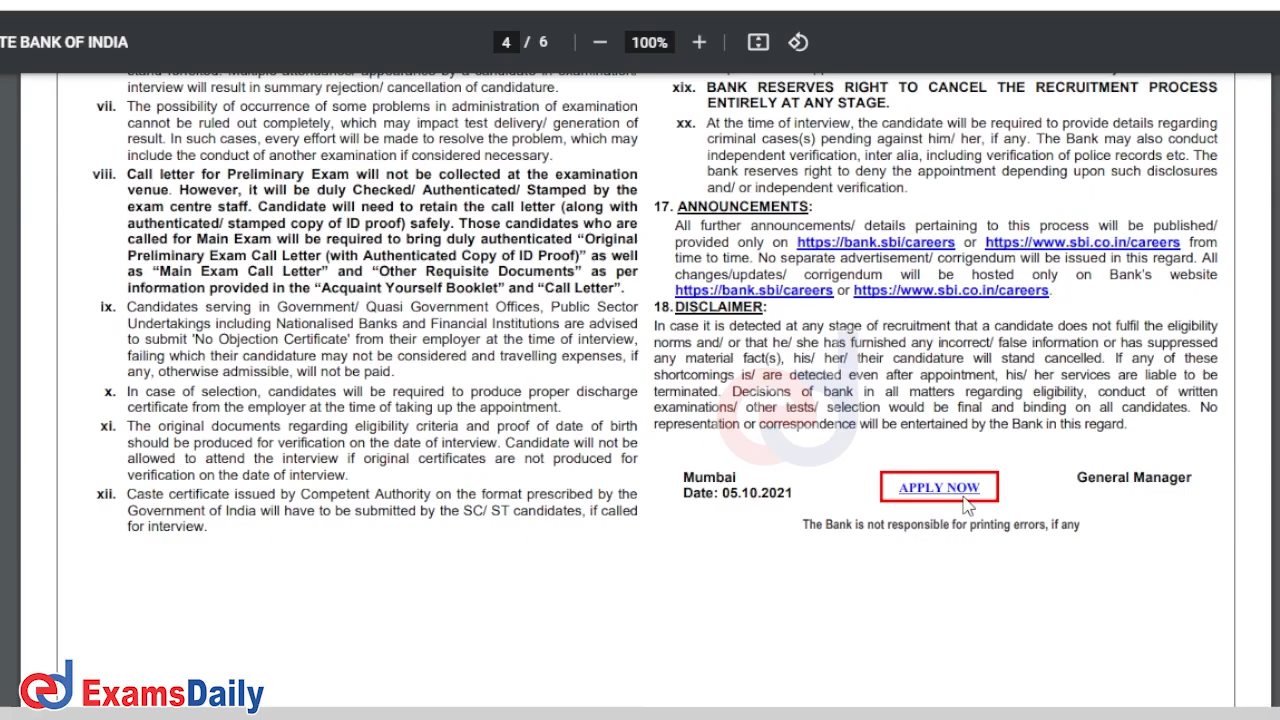 TE BANK OF INDIA
4 / 6
100%
interview will result in summary rejection/ cancellation of candidature.
vii. The possibility of occurrence of some problems in administration of examination
cannot be ruled out completely, which may impact test delivery/ generation of
result. In such cases, every effort will be made to resolve the problem, which may
include the conduct of another examination if considered necessary.
viii. Call letter for Preliminary Exam will not be collected at the examination
venue. However, it will be duly Checked/ Authenticated/ Stamped by the
exam centre staff. Candidate will need to retain the call letter (along with
authenticated/ stamped copy of ID proof) safely. Those candidates who are
called for Main Exam will be required to bring duly authenticated “Original
Preliminary Exam Call Letter (with Authenticated Copy of ID Proof)” as well
as “Main Exam Call Letter” and “Other Requisite Documents” as per
information provided in the “Acquaint Yourself Booklet” and “Call Letter”.
ix. Candidates serving in Government/ Quasi Government Offices, Public Sector
Undertakings including Nationalised Banks and Financial Institutions are advised
to submit 'No Objection Certificate' from their employer at the time of interview,
failing which their candidature may not be considered and travelling expenses, if
any, otherwise admissible, will not be paid.
x. In case of selection, candidates will be required to produce proper discharge
certificate from the employer at the time of taking up the appointment.
xi. The original documents regarding eligibility criteria and proof of date of birth
should be produced for verification on the date of interview. Candidate will not be
allowed to attend the interview if original certificates are not produced for
verification on the date of interview.
xii. Caste certificate issued by Competent Authority on the format prescribed by the
Government of India will have to be submitted by the SC/ ST candidates, if called
for interview.
xix. BANK RESERVES RIGHT TO CANCEL THE RECRUITMENT PROCESS
ENTIRELY AT ANY STAGE.
xx. At the time of interview, the candidate will be required to provide details regarding
criminal cases(s) pending against him/ her, if any. The Bank may also conduct
independent verification, inter alia, including verification of police records etc. The
bank reserves right to deny the appointment depending upon such disclosures
and/ or independent verification.
17. ANNOUNCEMENTS:
All further announcements/ details pertaining to this process will be published/
provided only on https://bank.sbi/careers or https://www.sbi.co.in/careers from
time to time. No separate advertisement/ corrigendum will be issued in this regard. All
changes/updates/ corrigendum will be hosted only on Bank's website
https://bank.sbi/careers or https://www.sbi.co.in/careers.
18. DISCLAIMER:
In case it is detected at any stage of recruitment that a candidate does not fulfil the eligibility
norms and/ or that he/ she has furnished any incorrect/ false information or has suppressed
any material fact(s), his/ her/ their candidature will stand cancelled. If any of these
shortcomings is/ are detected even after appointment, his/ her services are liable to be
terminated. Decisions of bank in all matters regarding eligibility, conduct of written
examinations/ other tests/ selection would be final and binding on all candidates. No
representation or correspondence will be entertained by the Bank in this regard.
Mumbai
Date: 05.10.2021
APPLY NOW
General Manager
The Bank is not responsible for printing errors, if any
ExamsDaily